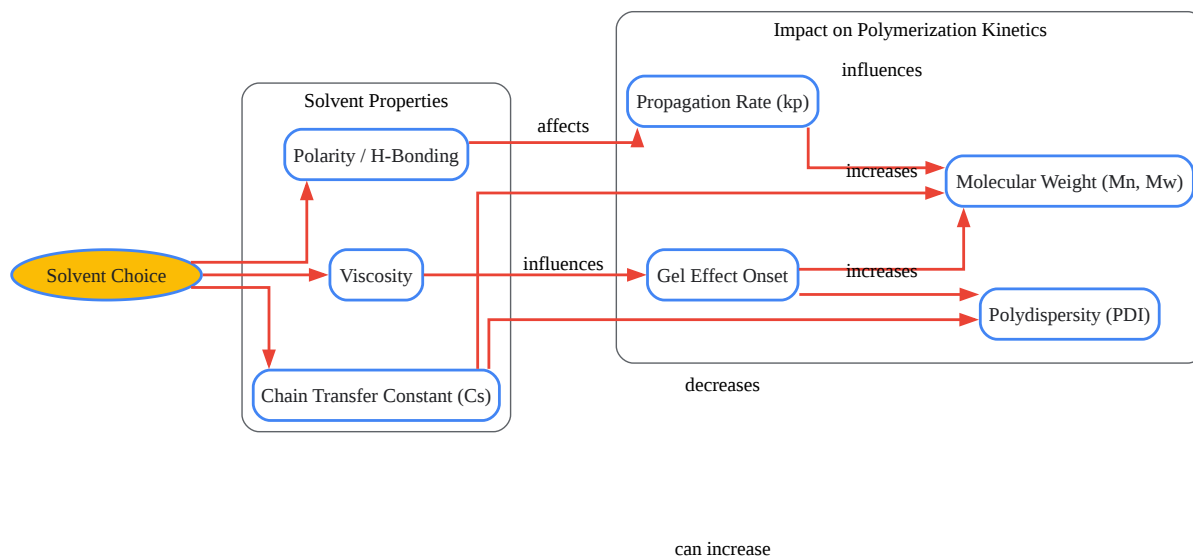 Impact on Polymerization Kinetics
influences
Solvent Properties
Propagation Rate (kp)
affects
Polarity / H-Bonding
increases
Molecular Weight (Mn, Mw)
Solvent Choice
Viscosity
influences
Gel Effect Onset
increases
Polydispersity (PDI)
decreases
Chain Transfer Constant (Cs)
can increase